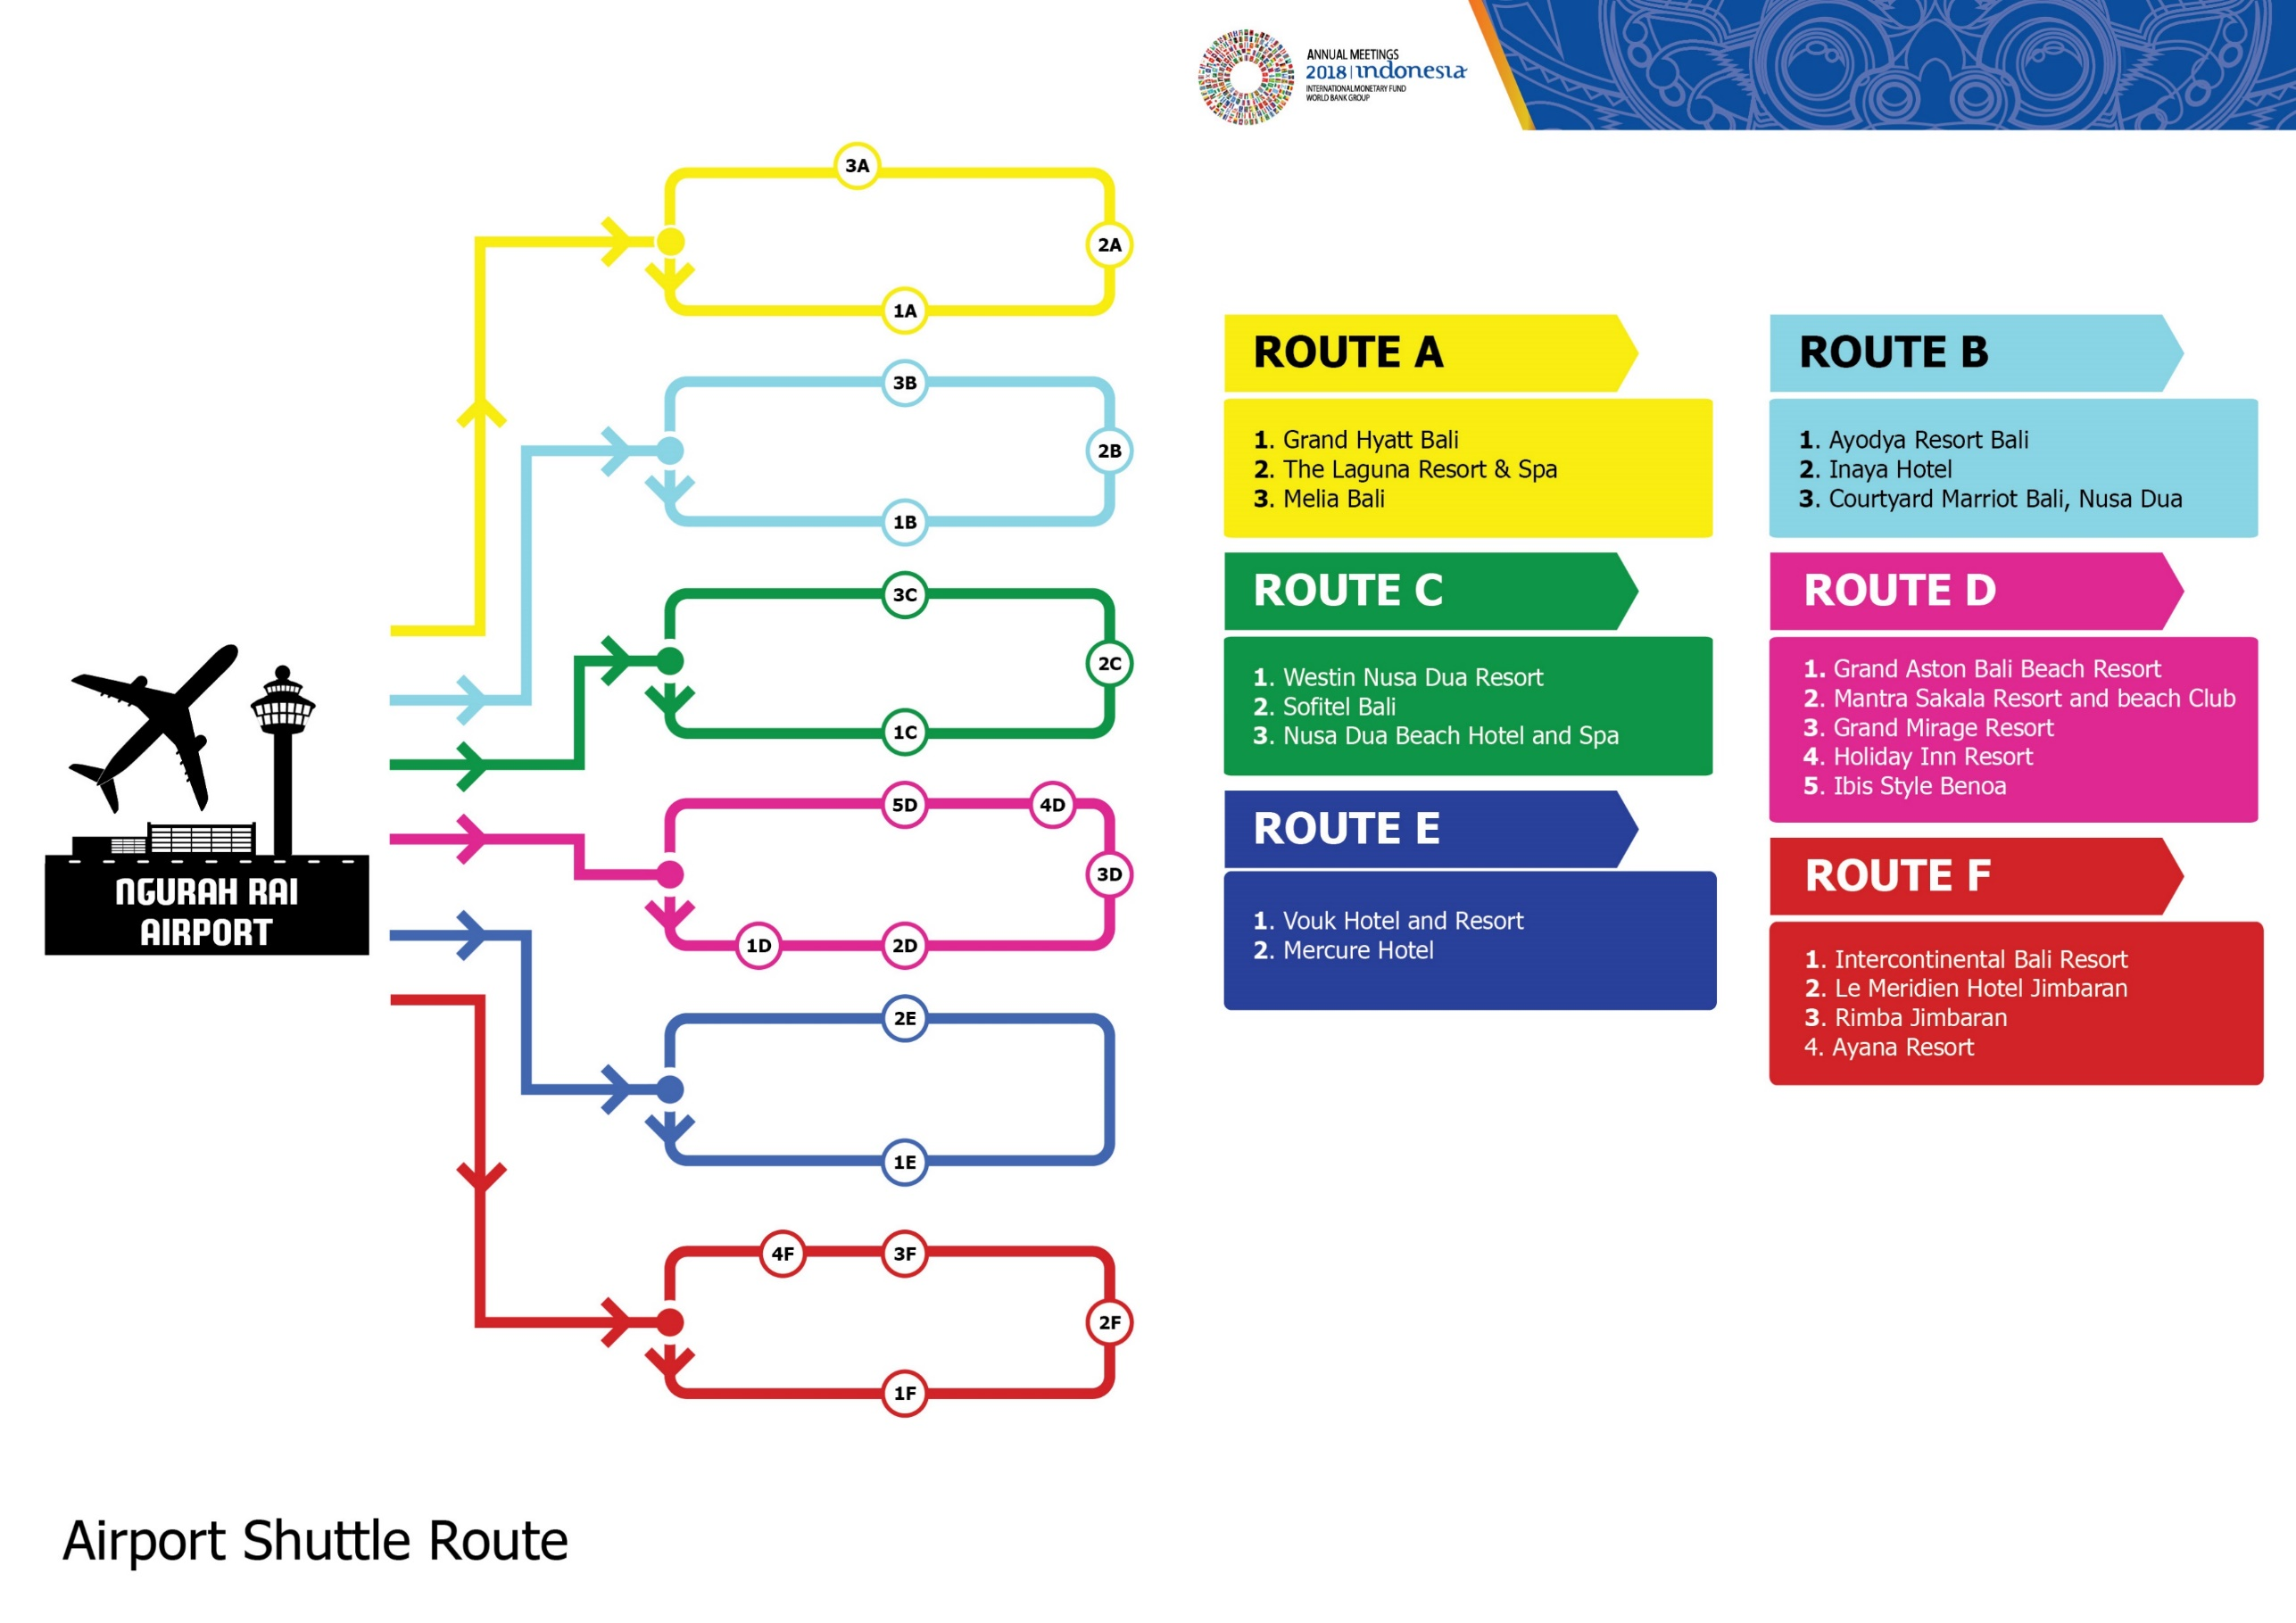 ANNUAL MEETINGS
2018 | indonesia
INTERNATIONAL MONETARY FUND
WORLD BANK GROUP
3A
2A
1A
3B
2B
1B
3C
2C
1C
5D
4D
3D
1D
2D
2E
1E
4F
3F
2F
1F
NGURAH RAI
AIRPORT
ROUTE A
1. Grand Hyatt Bali
2. The Laguna Resort & Spa
3. Melia Bali
ROUTE B
1. Ayodya Resort Bali
2. Inaya Hotel
3. Courtyard Marriot Bali, Nusa Dua
ROUTE C
1. Westin Nusa Dua Resort
2. Sofitel Bali
3. Nusa Dua Beach Hotel and Spa
ROUTE D
1. Grand Aston Bali Beach Resort
2. Mantra Sakala Resort and beach Club
3. Grand Mirage Resort
4. Holiday Inn Resort
5. Ibis Style Benoa
ROUTE E
1. Vouk Hotel and Resort
2. Mercure Hotel
ROUTE F
1. Intercontinental Bali Resort
2. Le Meridien Hotel Jimbaran
3. Rimba Jimbaran
4. Ayana Resort
Airport Shuttle Route